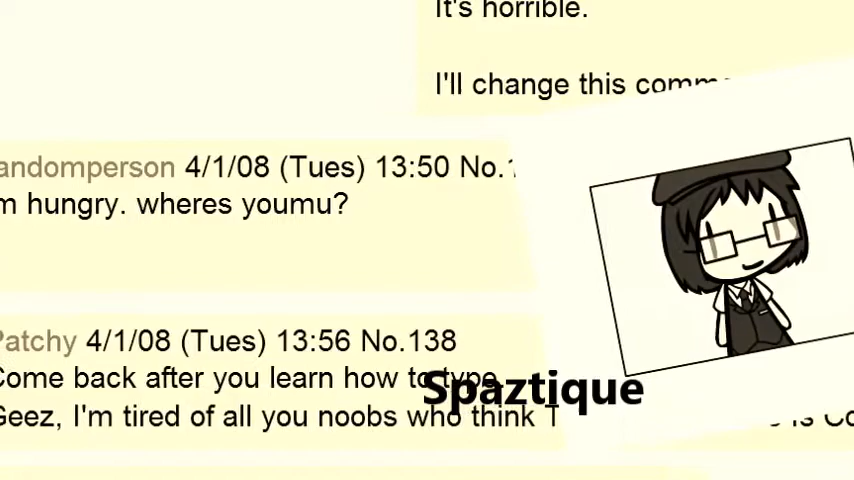 It's horrible.
I'll change this
andomperson 4/1/08 (Tues) 13:50 No.
m hungry. wheres youmu?
Patchy 4/1/08 (Tues) 13:56 No.138
Come back after you learn how to type.
Geez, I'm tired of all you noobs who think T
Spaztique